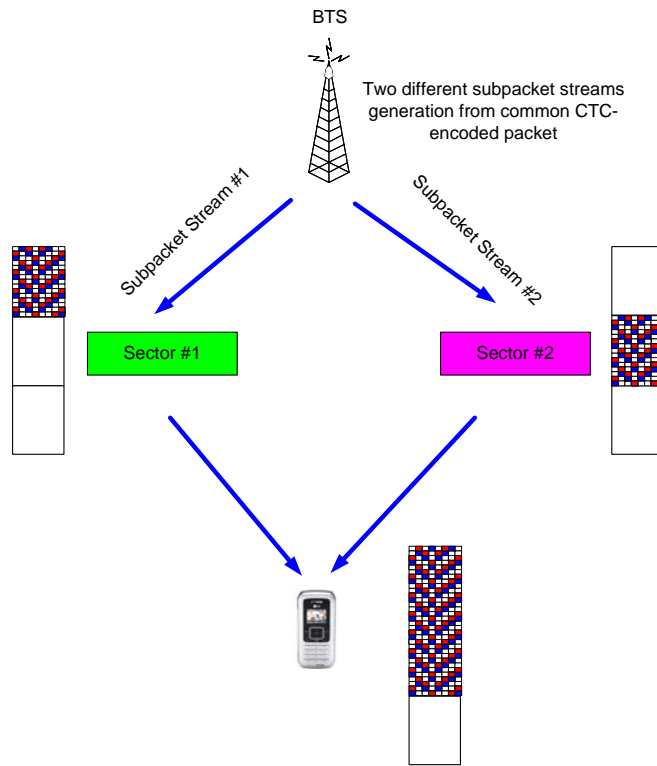 BTS
Two different subpacket streams
generation from common CTC-
encoded packet
Subpacket Stream #1
Subpacket Stream #2
Sector #1
Sector #2